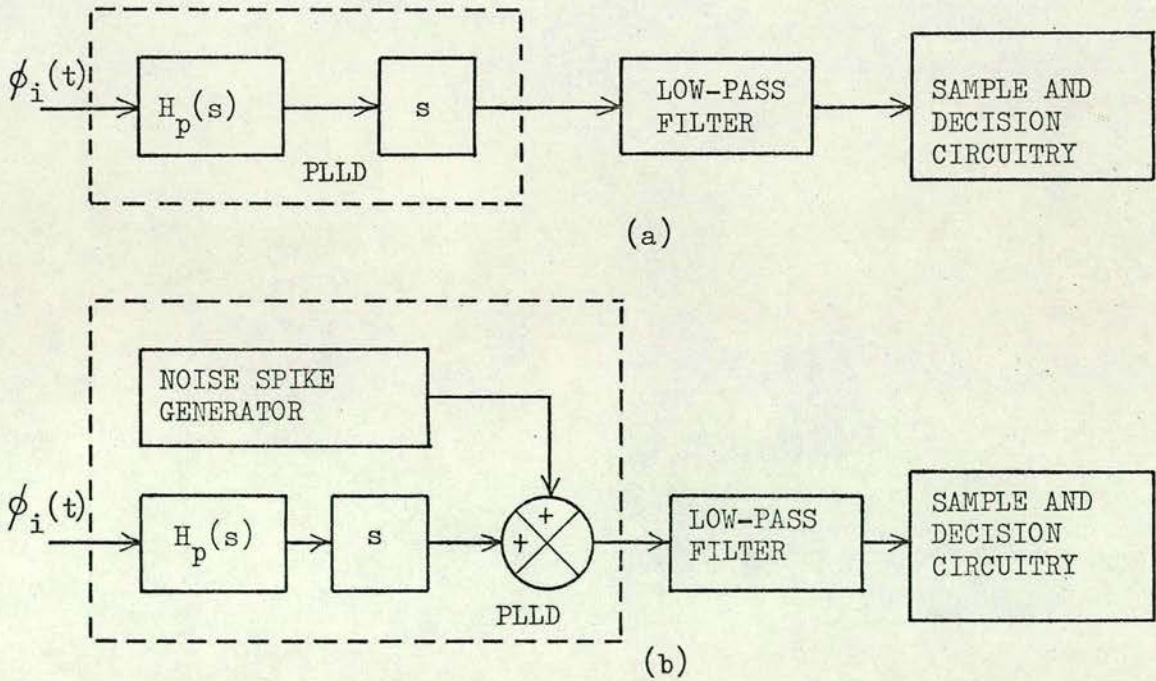 ϕi(t)
Hp(s)
s
PLLD
LOW-PASS
FILTER
SAMPLE AND
DECISION
CIRCUITRY
(a)
NOISE SPIKE
GENERATOR
ϕi(t)
Hp(s)
s
+
+
PLLD
LOW-PASS
FILTER
SAMPLE AND
DECISION
CIRCUITRY
(b)